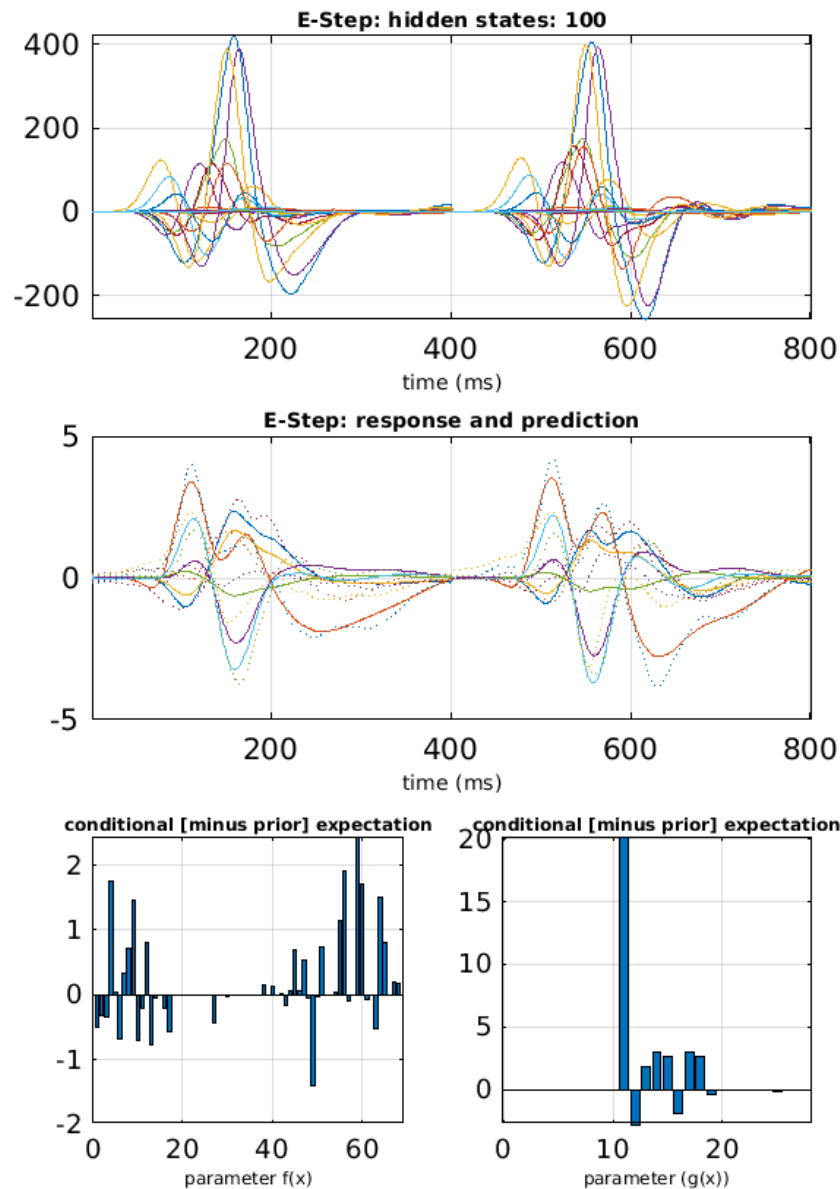 E-Step: hidden states: 100
400
200
0
-200
200 400 600 800
time (ms)
E-Step: response and prediction
5
0
-5
200 400 600 800
time (ms)
conditional [minus prior] expectation
2
1
0
-1
-2
0 20 40 60
parameter f(x)
conditional [minus prior] expectation
20
15
10
5
0
0 10 20
parameter (g(x))